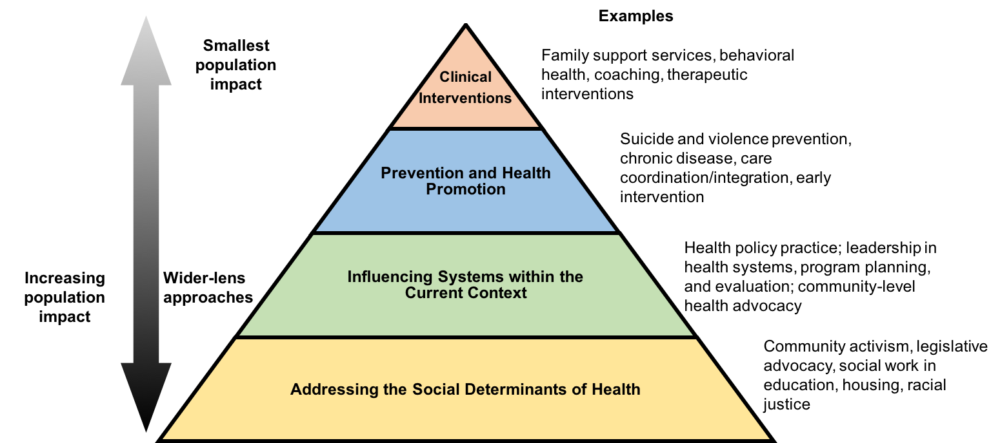 Examples
Smallest
population
impact
Family support services, behavioral
health, coaching, therapeutic
interventions
Clinical
Interventions
Suicide and violence prevention,
chronic disease, care
coordination/integration, early
intervention
Prevention and Health
Promotion
Increasing
population
impact
Wider-lens
approaches
Influencing Systems within the
Current Context
Health policy practice; leadership in
health systems, program planning,
and evaluation; community-level
health advocacy
Addressing the Social Determinants of Health
Community activism, legislative
advocacy, social work in
education, housing, racial
justice